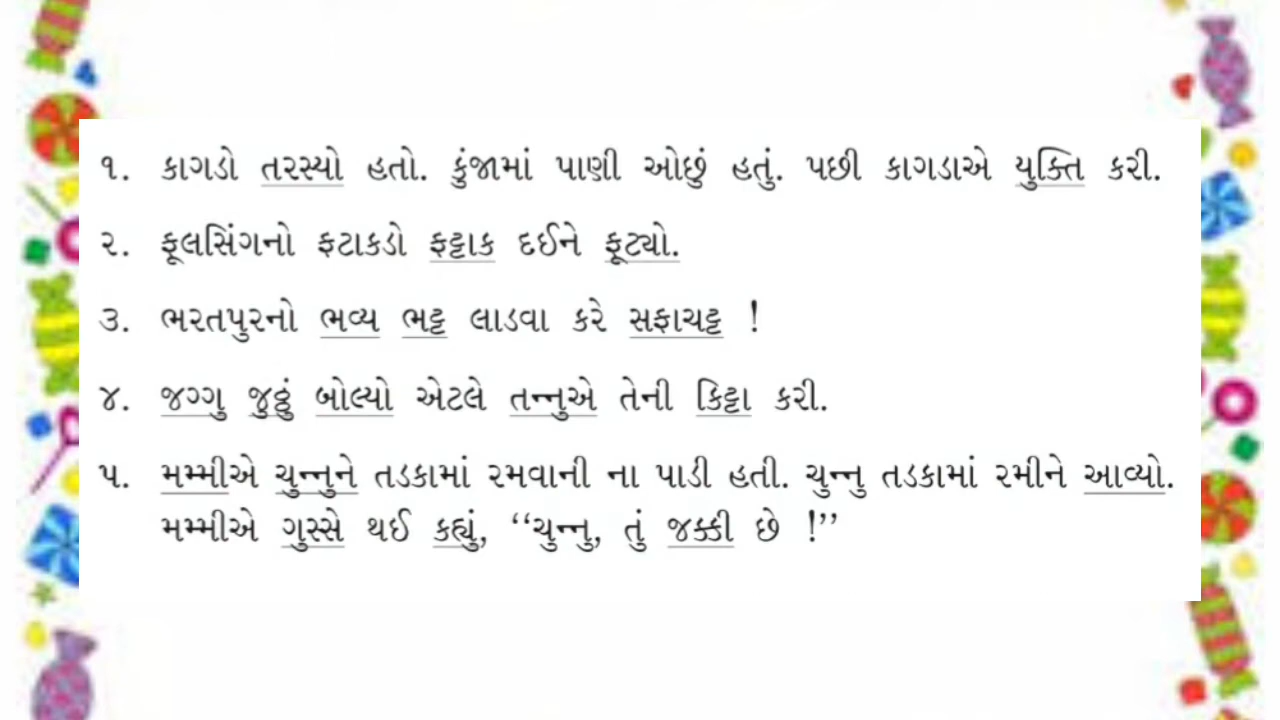 ૧. કાગડો તરસ્યો હતો. કુંજામાં પાણી ઓછું હતું. પછી કાગડાએ યુક્તિ કરી.
૨. ફૂલસિંગનો ફટાકડો ફટ્ટાક દઈને ફૂટ્યો.
૩. ભરતપુરનો ભવ્ય ભટ્ટ લાડવા કરે સફાચટ્ટ !
૪. જગ્ગુ જુઠ્ઠું બોલ્યો એટલે તન્નુએ તેની કિટ્ટા કરી.
૫. મમ્મીએ ચુન્નુને તડકામાં રમવાની ના પાડી હતી. ચુન્નુ તડકામાં રમીને આવ્યો.
મમ્મીએ ગુસ્સે થઈ કહ્યું, “ચુન્નુ, તું જક્કી છે !”